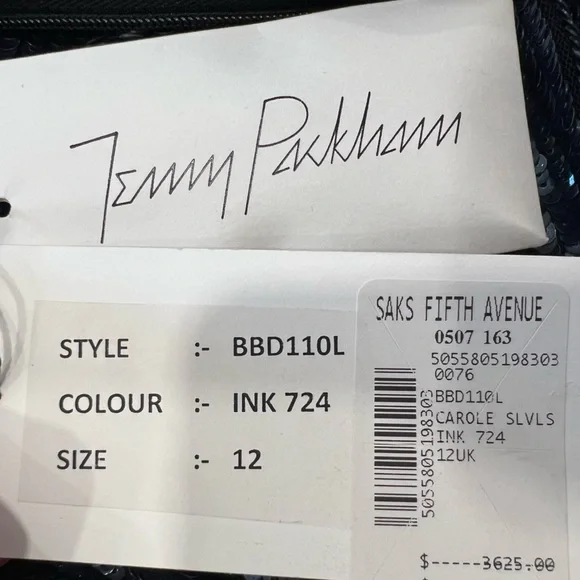 Jenny Packham
STYLE :- BBD110L
COLOUR :- INK 724
SIZE :- 12
SAKS FIFTH AVENUE
0507 163
5055805198303
0076
BBD110L
CAROLE SLVLS
INK 724
12UK
5055805198303
$-----3625.00